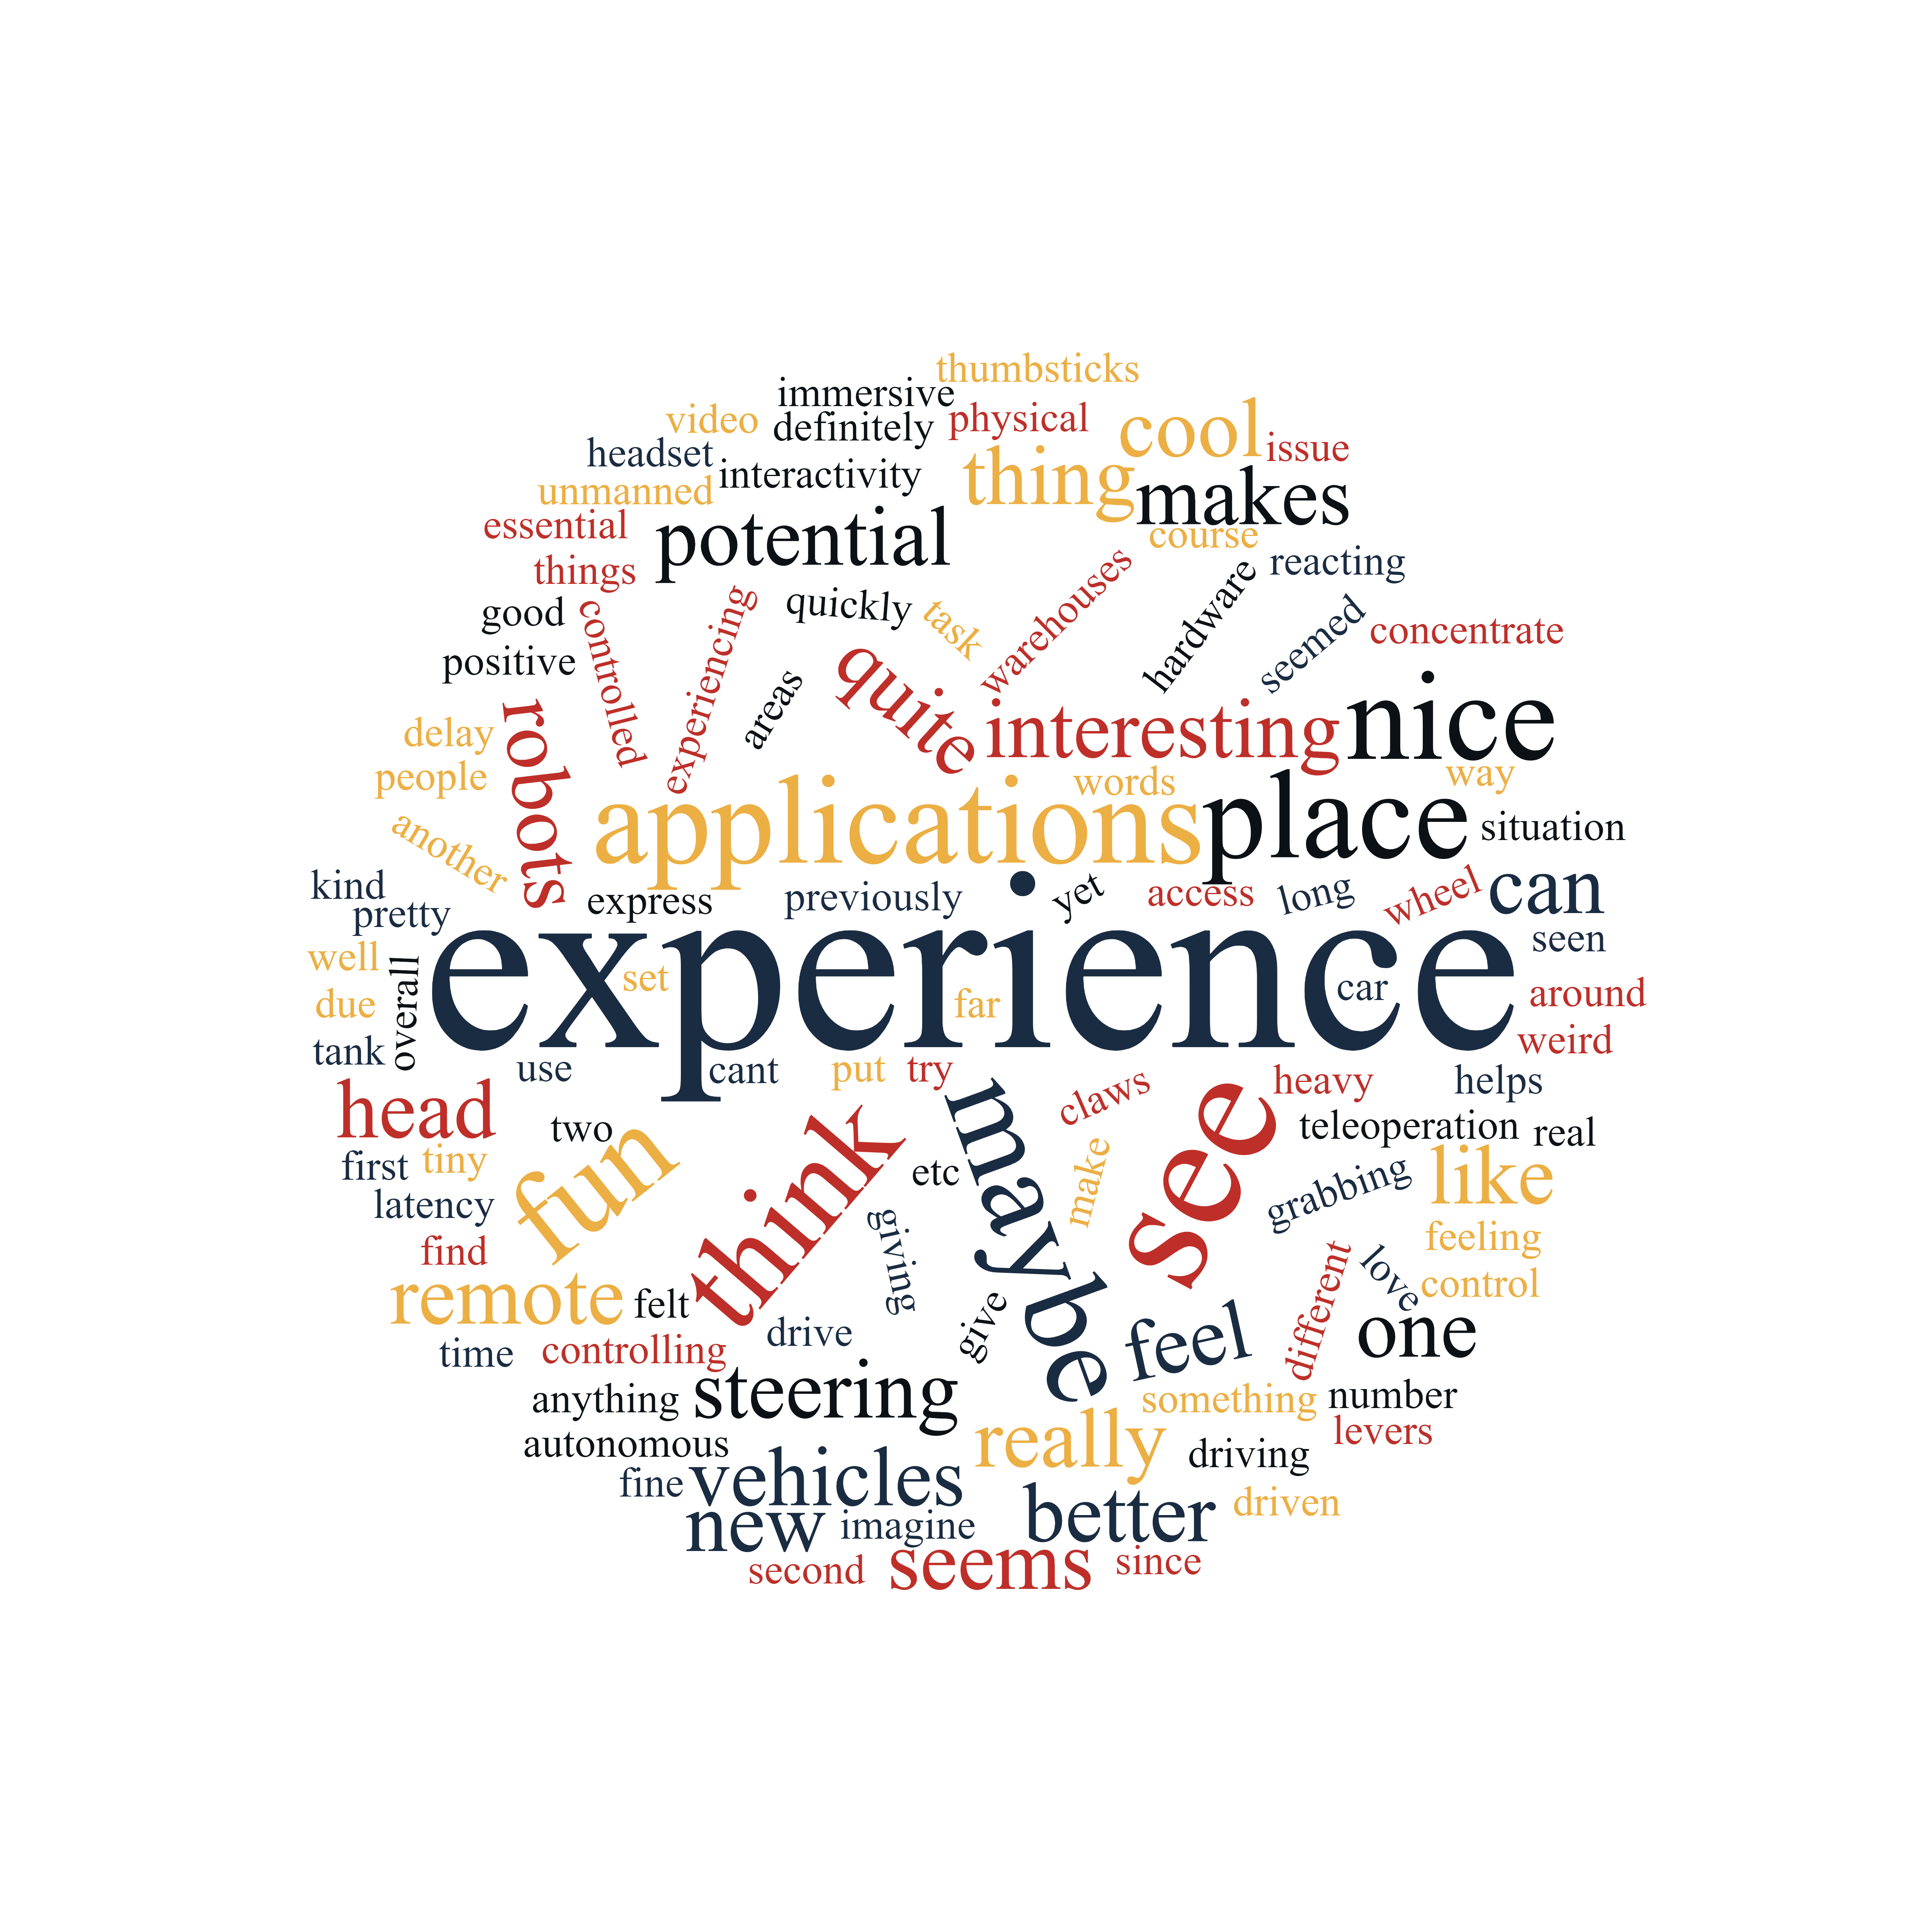 thumbsticks
immersive
video
definitely
physical
cool
issue
headset
interactivity
thing
makes
unmanned
essential
potential
course
things
experiencing
warehouses
hardware
reacting
good
controlled
quickly
task
seemed
concentrate
positive
areas
quite
robots
delay
interesting
nice
people
applications
words
way
another
place
situation
kind
express
previously
yet
access
long
wheel
can
pretty
well
overall
experience
set
far
car
seen
due
around
tank
use
cant
put
try
weird
head
claws
see
heavy
helps
two
maybe
teleoperation
real
first
tiny
fun
think
etc
make
grabbing
like
latency
giving
feeling
find
different
love
control
remote
felt
give
feel
one
time
controlling
drive
anything
steering
something
number
autonomous
really
driving
levers
fine
vehicles
better
driven
new
imagine
second
seems
since